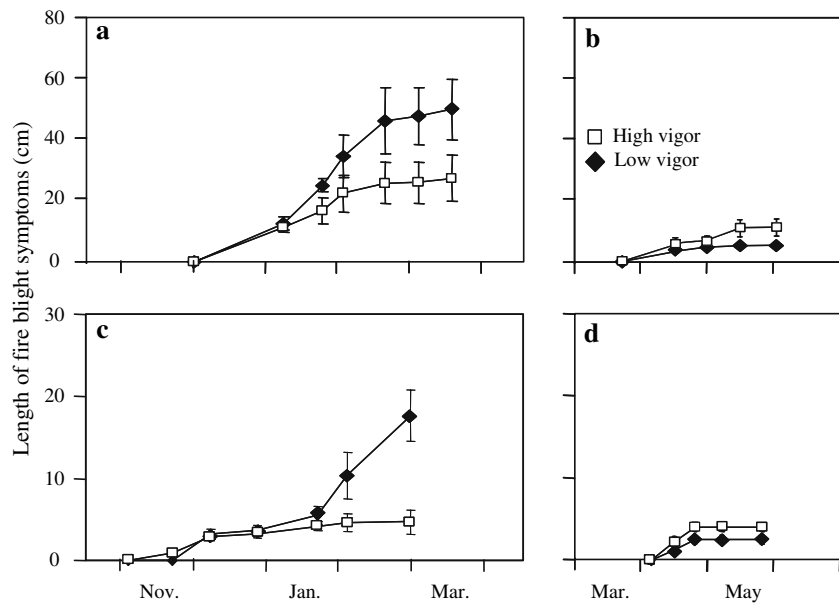 Length of fire blight symptoms (cm)
80
60
40
20
0
a
b
High vigor
Low vigor
30
20
10
0
c
d
Nov.
Jan.
Mar.
Mar.
May